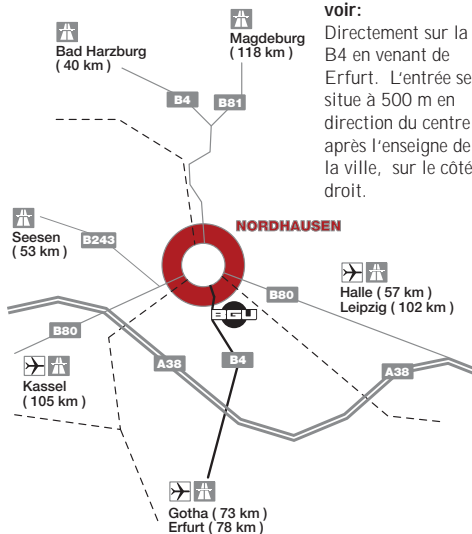 voir:
Directement sur la
B4 en venant de
Erfurt. L'entrée se
situe à 500 m en
direction du centre
après l'enseigne de
la ville, sur le côté
droit.
Bad Harzburg
( 40 km )
Magdeburg
( 118 km )
B4
B81
NORDHAUSEN
Seesen
( 53 km )
B243
B80
Halle ( 57 km )
Leipzig ( 102 km )
B80
B4
A38
A38
Kassel
( 105 km )
Gotha ( 73 km )
Erfurt ( 78 km )